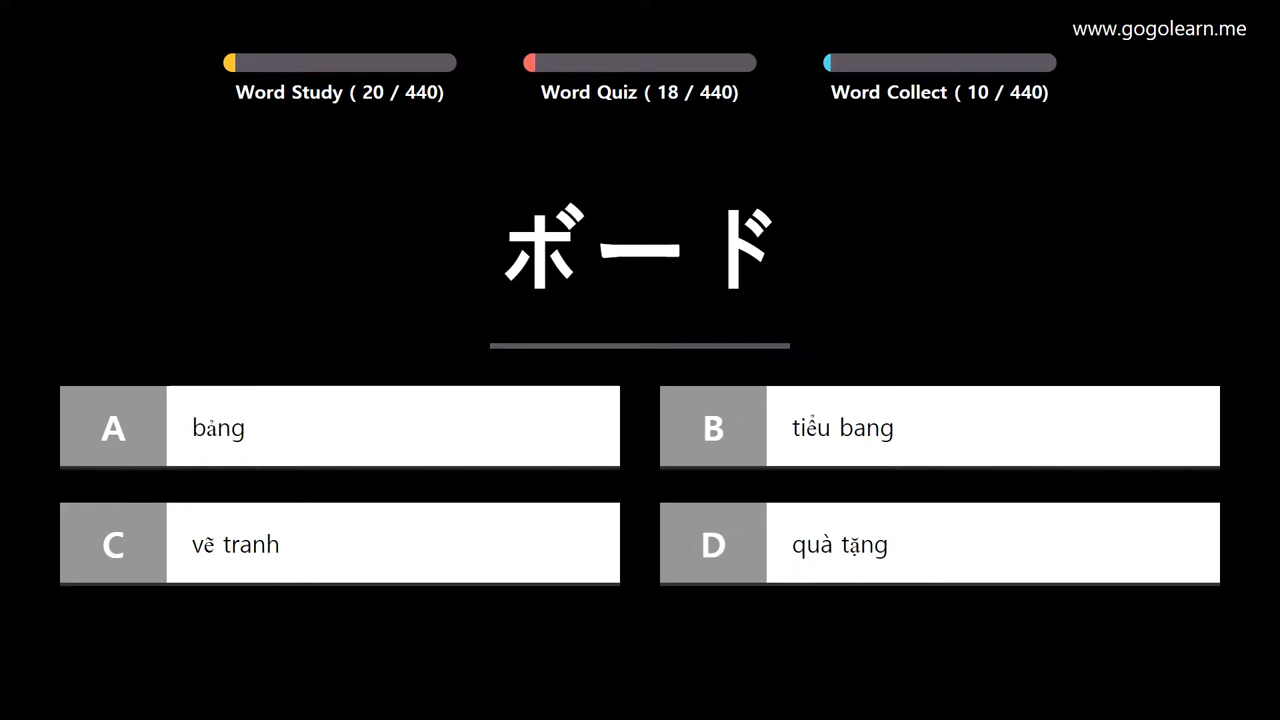 www.gogolearn.me
Word Study ( 20 / 440)
Word Quiz ( 18 / 440)
Word Collect ( 10 / 440)
ボード
A bảng
B tiểu bang
C vẽ tranh
D quà tặng